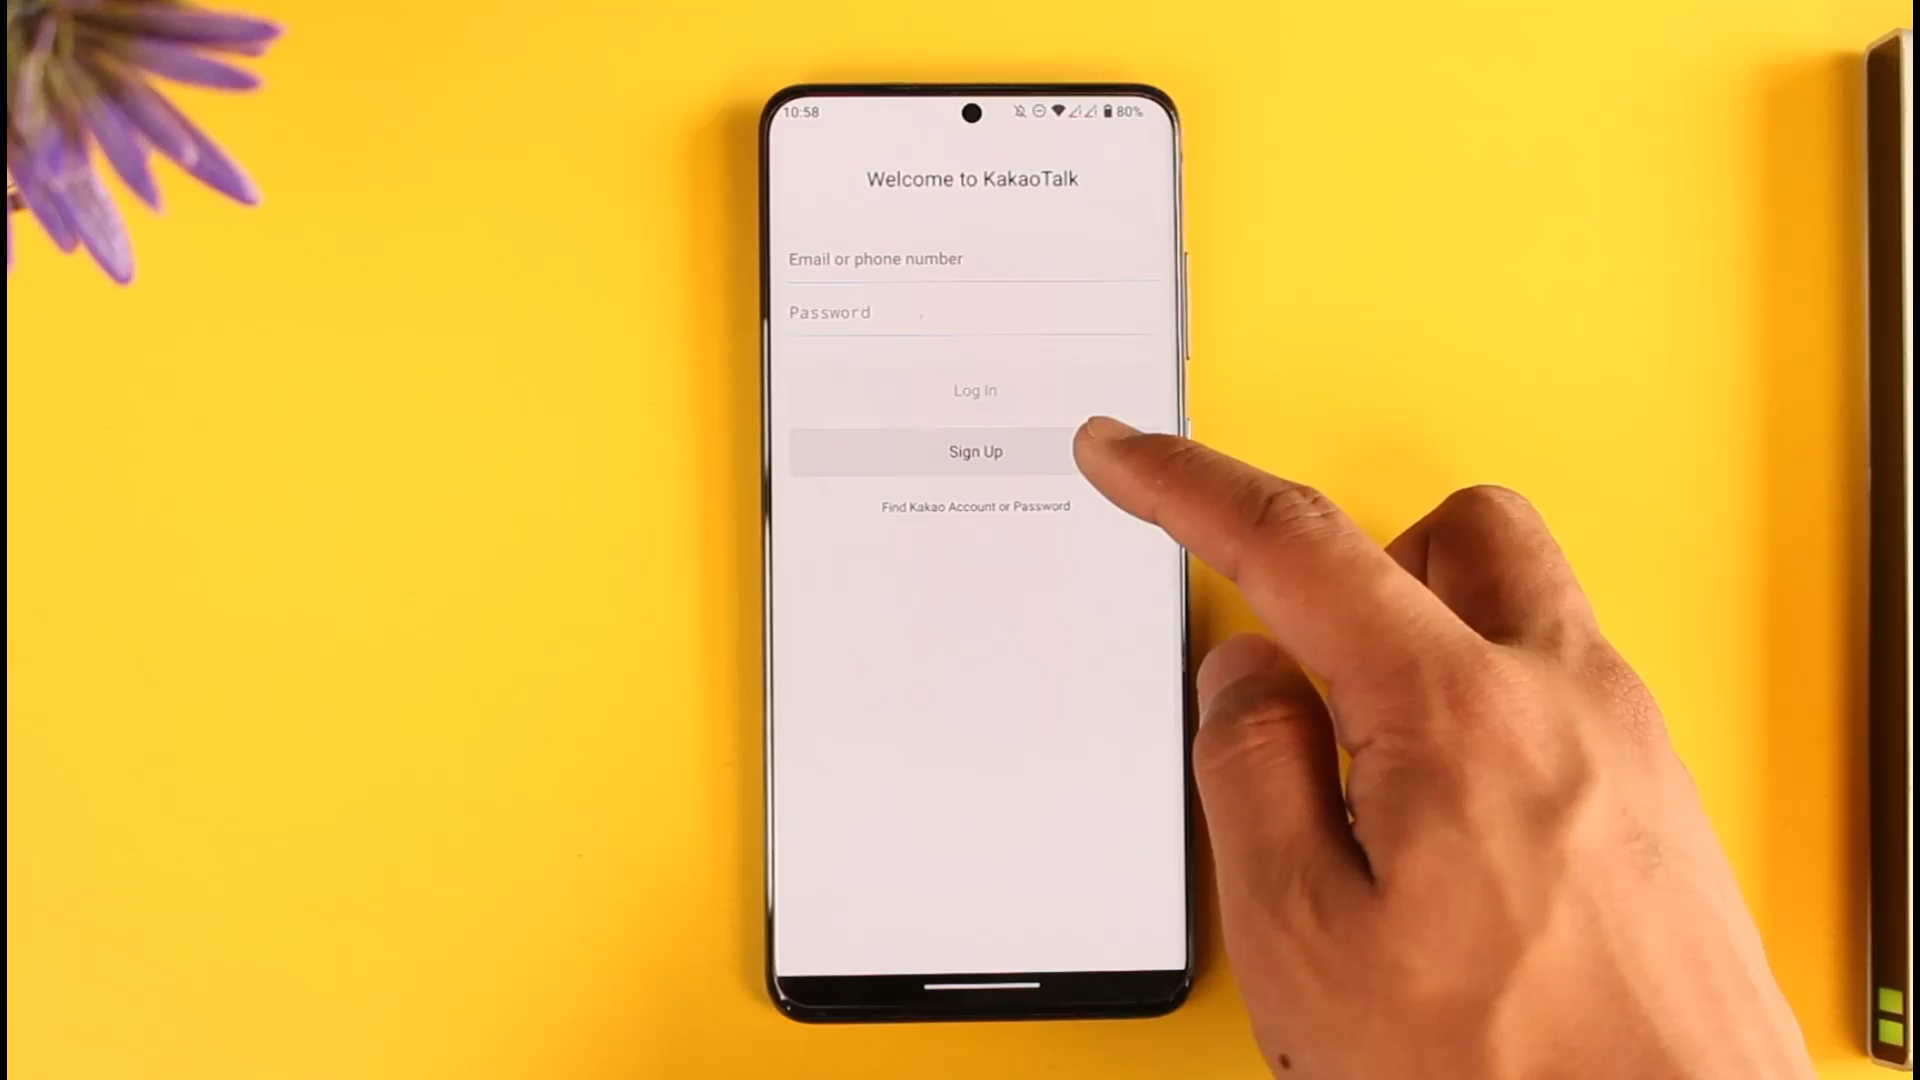 10:58 80%
Welcome to KakaoTalk
Email or phone number
Password
Log In
Sign Up
Find Kakao Account or Password